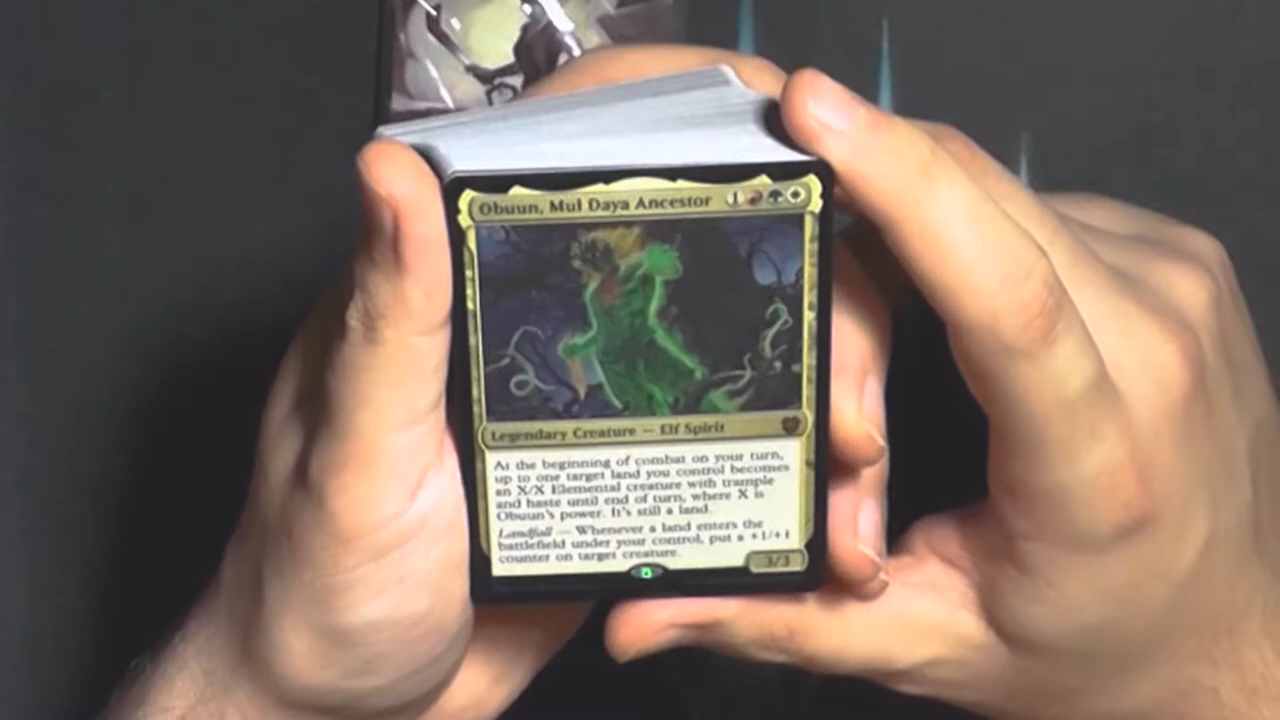 Obuun, Mul Daya Ancestor 1
Legendary Creature — Elf Spirit
At the beginning of combat on your turn,
up to one target land you control becomes
an X/X Elemental creature with trample
and haste until end of turn, where X is
Obuun's power. It's still a land.
Landfall — Whenever a land enters the
battlefield under your control, put a +1/+1
counter on target creature.
3/3